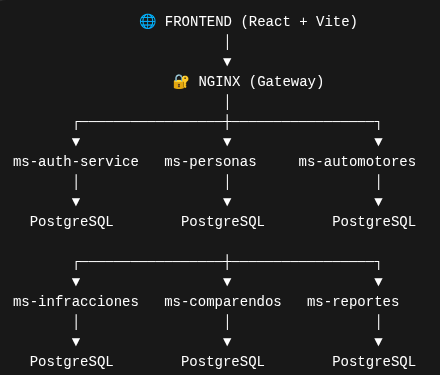 🌐 FRONTEND (React + Vite)
🔐 NGINX (Gateway)
ms-auth-service ms-personas ms-automotores
PostgreSQL PostgreSQL PostgreSQL
ms-infracciones ms-comparendos ms-reportes
PostgreSQL PostgreSQL PostgreSQL